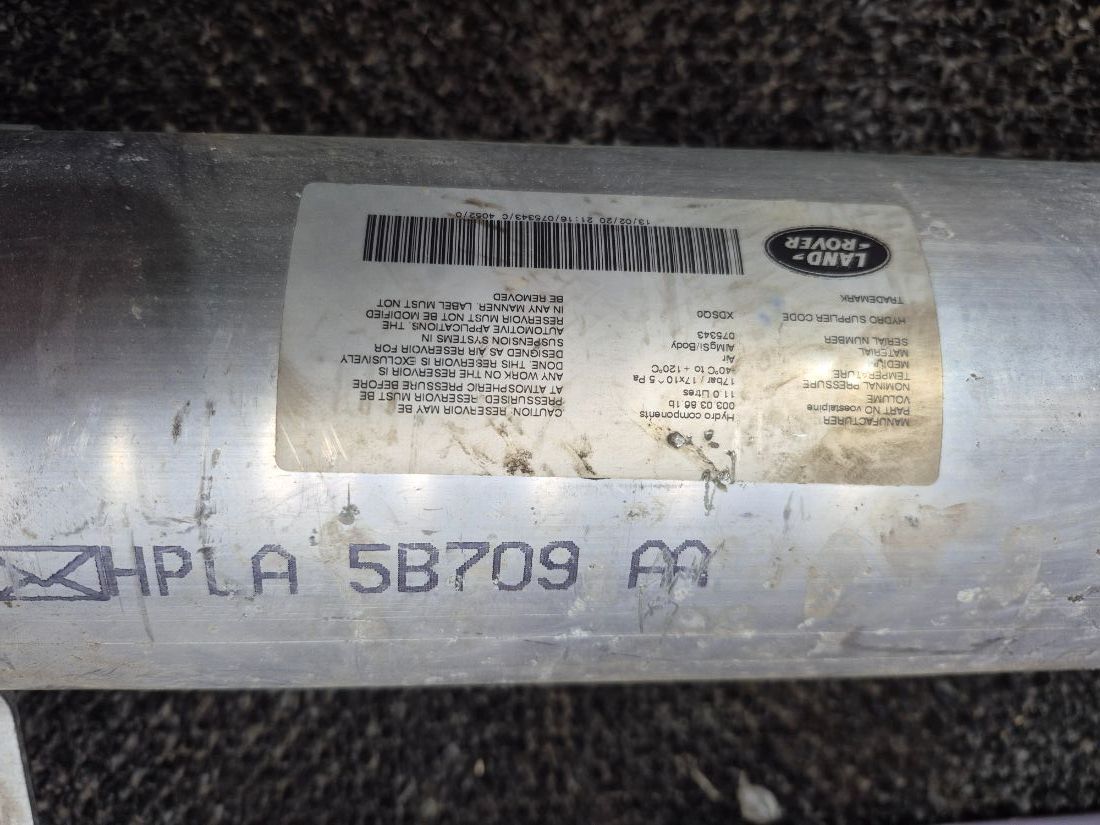 HPLA 5B709 AA
LAND
ROVER
TRADEMARK
HYDRO SUPPLIER CODE XDSQ0
SERIAL NUMBER 075343
MATERIAL AlMgSi/Body
MEDIUM Air
TEMPERATURE 40°C to + 120°C
NOMINAL PRESSURE 17bar / 17x10 5 Pa
VOLUME 11.0 Litres
PART NO voestalpine 003.03.86.1b
MANUFACTURER: Hydro components
13/02/20 21:16/075343/C 4052/0
CAUTION. RESERVOIR MAY BE
PRESSURISED. RESERVOIR MUST BE
AT ATMOSPHERIC PRESSURE BEFORE
ANY WORK ON THE RESERVOIR IS
DONE. THIS RESERVOIR IS EXCLUSIVELY
DESIGNED AS AIR RESERVOIR FOR
SUSPENSION SYSTEMS IN
AUTOMOTIVE APPLICATIONS. THE
RESERVOIR MUST NOT BE MODIFIED
IN ANY MANNER. LABEL MUST NOT
BE REMOVED